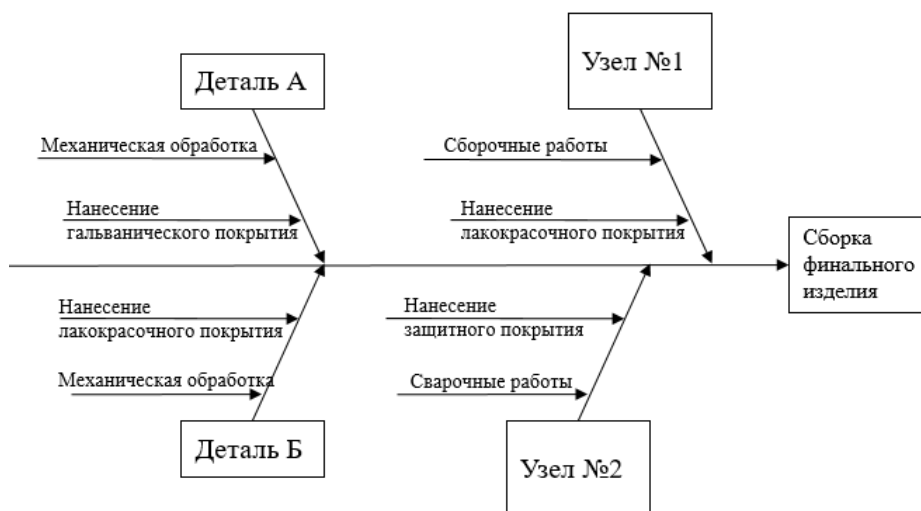 Деталь А
Узел №1
Механическая обработка
Сборочные работы
Нанесение
гальванического покрытия
Нанесение
лакокрасочного покрытия
Сборка
финального
изделия
Нанесение
лакокрасочного покрытия
Нанесение
защитного покрытия
Механическая обработка
Сварочные работы
Деталь Б
Узел №2